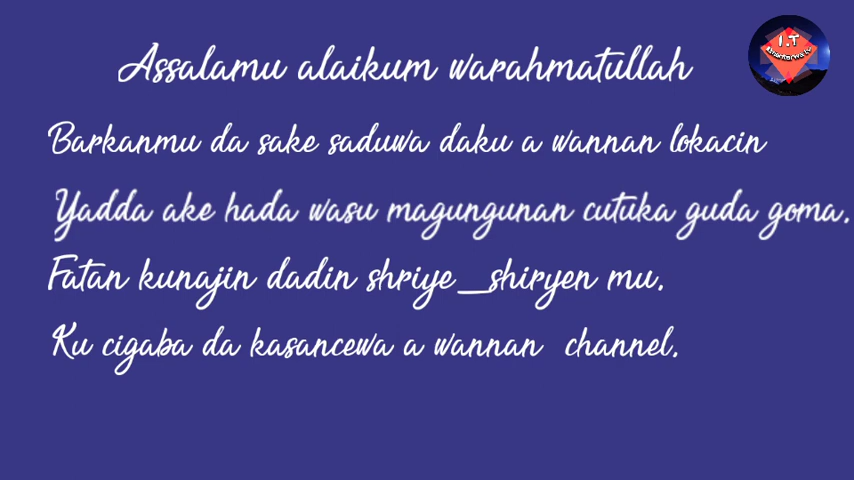 Assalamu alaikum warahmatullah
I.T
Barkanmu da sake saduwa daku a wannan lokacin
Yadda ake hada wasu magungunan cutuka guda goma.
Fatan kunajin dadin shriye_shiryen mu.
Ku cigaba da kasancewa a wannan channel.